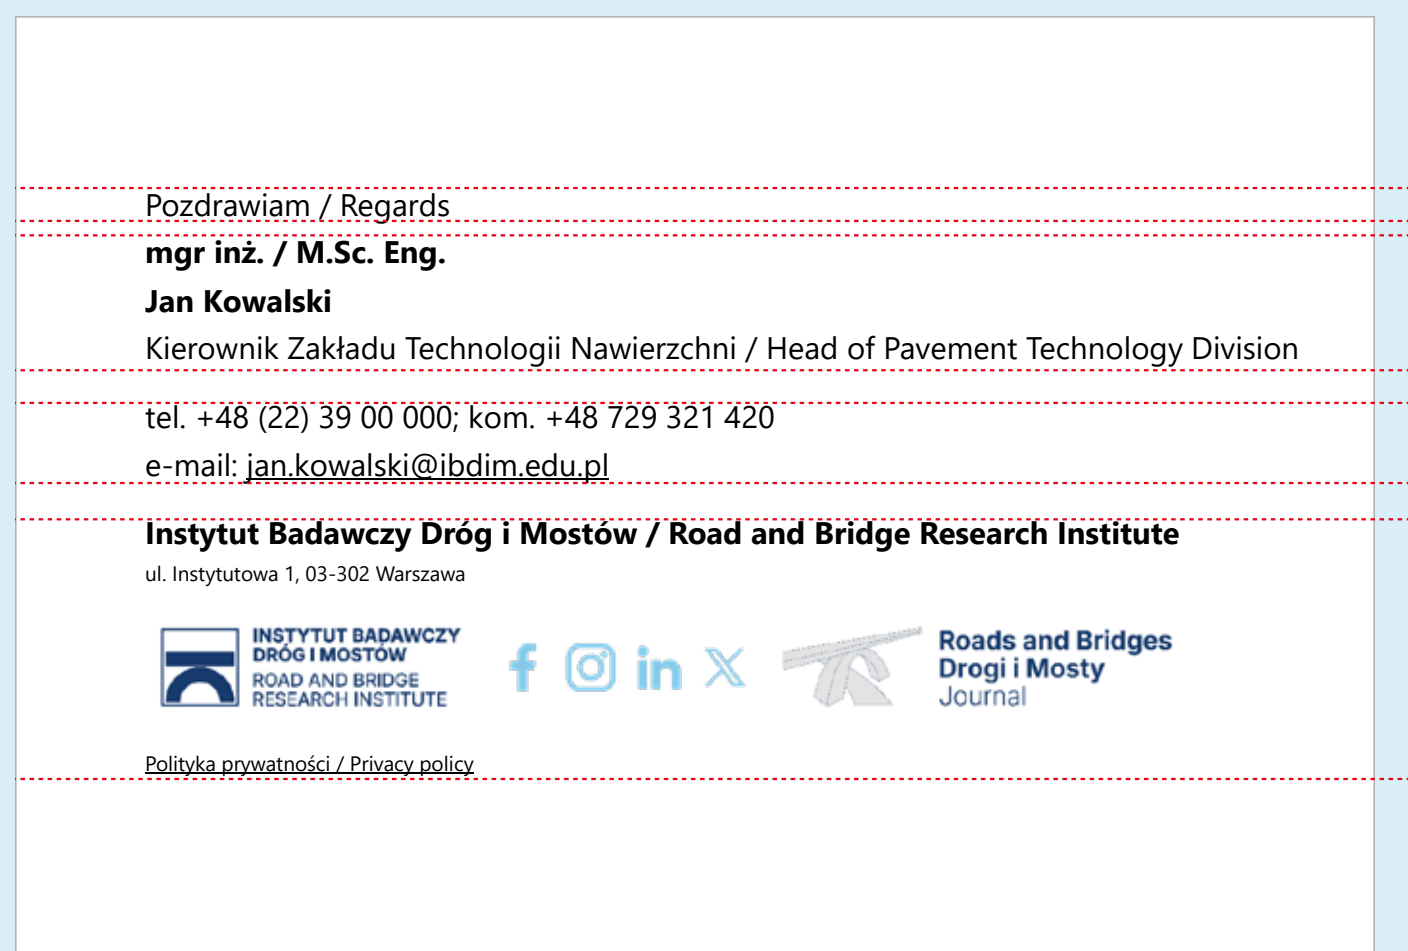 Pozdrawiam / Regards
mgr inż. / M.Sc. Eng.
Jan Kowalski
Kierownik Zakładu Technologii Nawierzchni / Head of Pavement Technology Division
tel. +48 (22) 39 00 000; kom. +48 729 321 420
e-mail: jan.kowalski@ibdim.edu.pl
Instytut Badawczy Dróg i Mostów / Road and Bridge Research Institute
ul. Instytutowa 1, 03-302 Warszawa
INSTYTUT BADAWCZY
DRÓG I MOSTÓW
ROAD AND BRIDGE
RESEARCH INSTITUTE
f
in
X
Roads and Bridges
Drogi i Mosty
Journal
Polityka prywatności / Privacy policy